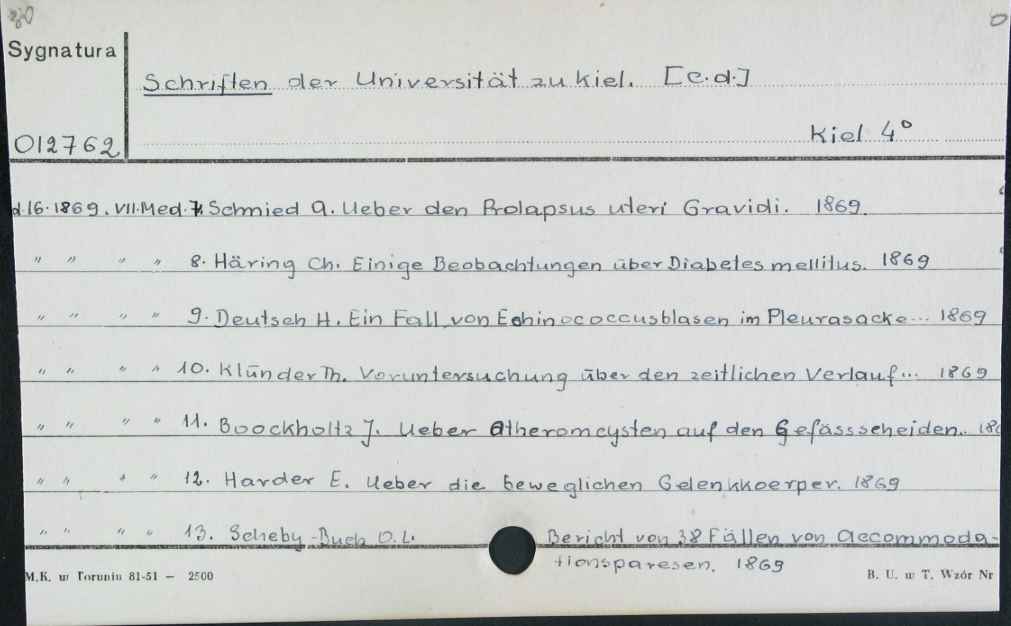 Sygnatura
Schriften der Universität zu Kiel. [c.d.]
012762
Kiel 4°
d.16.1869. VII.Med.7. Schmied A. Ueber den Prolapsus uteri Gravidi. 1869.
" " " " 8. Häring Ch. Einige Beobachtungen über Diabetes mellitus. 1869
" " " " 9. Deutsch H. Ein Fall von Echinococcusblasen im Pleurasacke... 1869
" " " " 10. Klünder Th. Voruntersuchung über den zeitlichen Verlauf... 1869
" " " " 11. Boockholtz J. Ueber Atheromcysten auf den Gefässscheiden..
" " " " 12. Harder E. Ueber die beweglichen Gelenkkoerper. 1869
" " " " 13. Scheby-Buch O.L. Bericht von 38 Fällen von Accommoda-
tionsparesen. 1869
M.K. w Toruniu 81-51 — 2500
B. U. w T. Wzór Nr